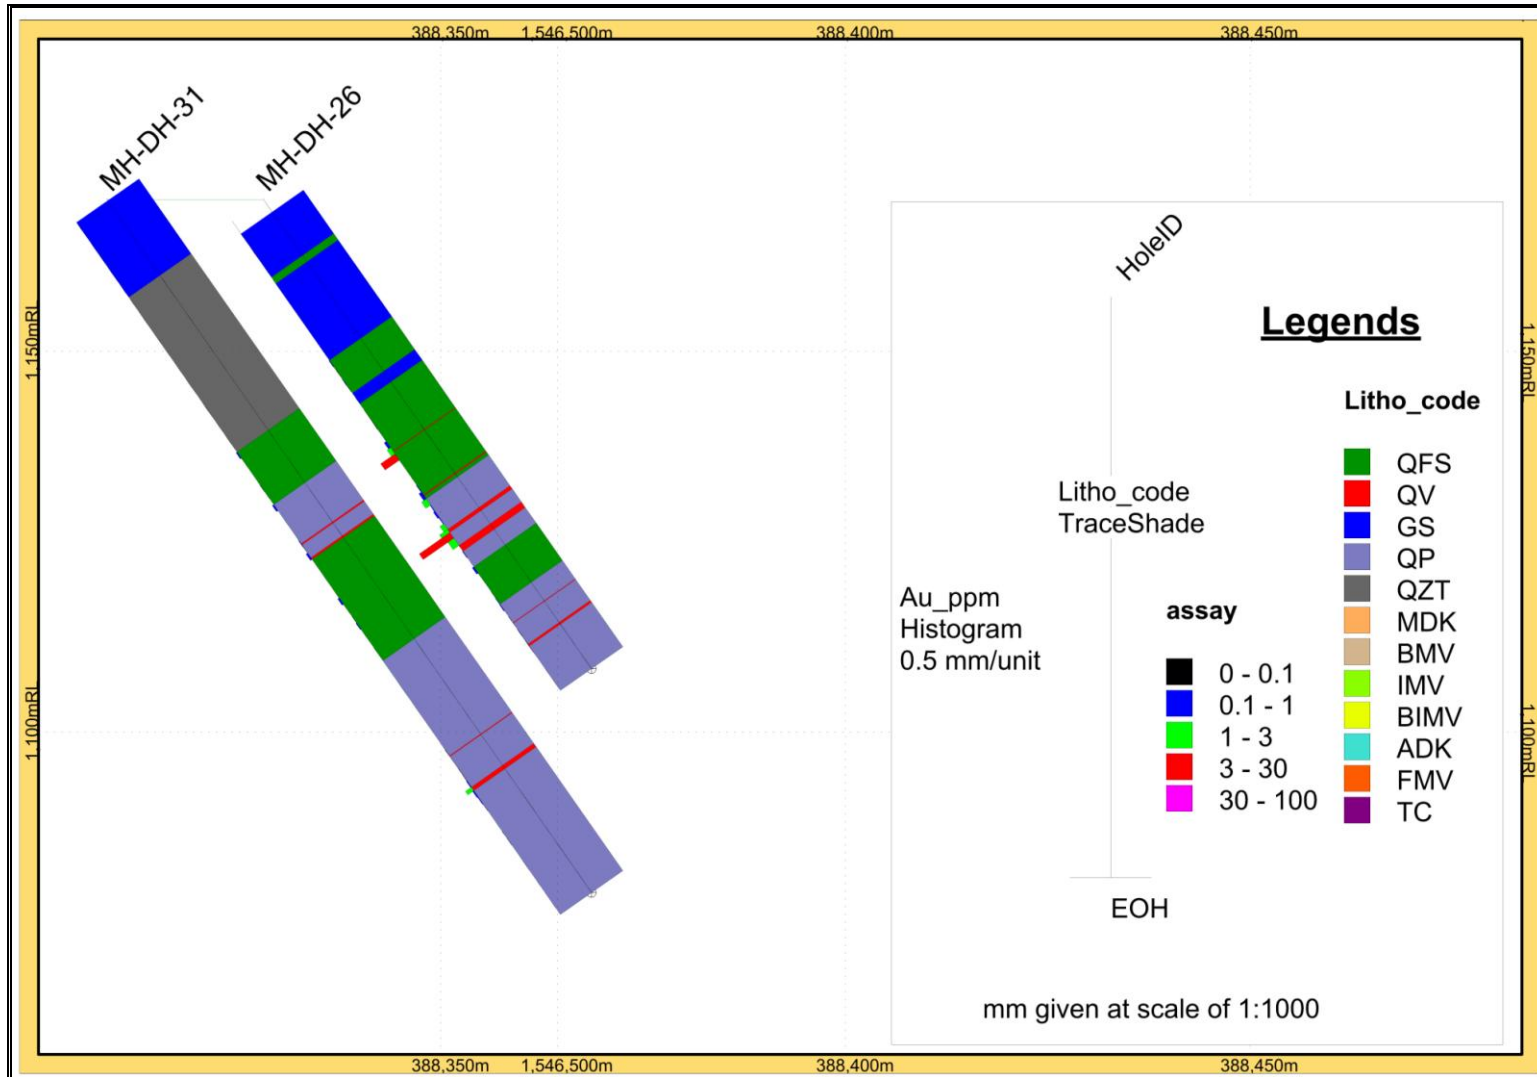 388,350m 1,546,500m 388,400m 388,450m
MH-DH-31
MH-DH-26
HoleID
Legends
1,150mRL
1,150mRL
Litho_code
Litho_code
TraceShade
QFS
QV
GS
QP
QZT
MDK
BMV
IMV
BIMV
ADK
FMV
TC
Au_ppm
Histogram
0.5 mm/unit
assay
0 - 0.1
0.1 - 1
1 - 3
3 - 30
30 - 100
1,100mRL
1,100mRL
EOH
mm given at scale of 1:1000
388,350m 1,546,500m 388,400m 388,450m